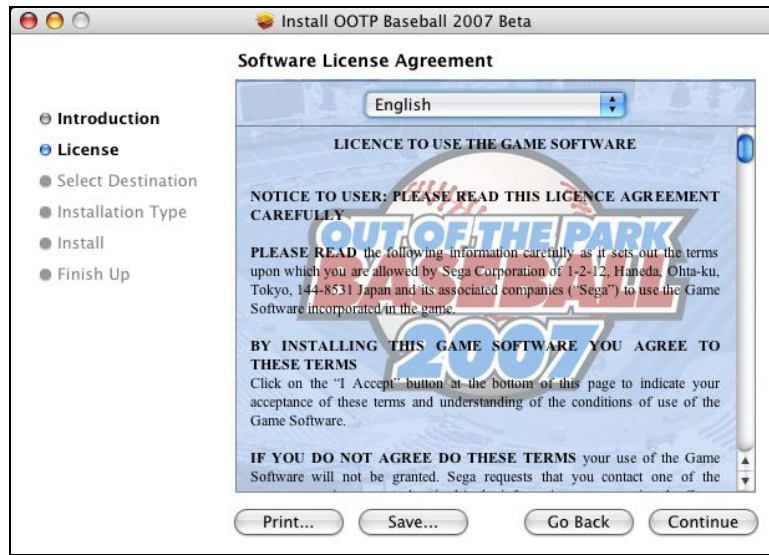 Install OOTP Baseball 2007 Beta
Software License Agreement
Introduction
License
Select Destination
Installation Type
Install
Finish Up
English
LICENCE TO USE THE GAME SOFTWARE
NOTICE TO USER: PLEASE READ THIS LICENCE AGREEMENT
CAREFULLY
PLEASE READ the following information carefully as it sets out the terms
upon which you are allowed by Sega Corporation of 1-2-12, Haneda, Ohta-ku,
Tokyo, 144-8531 Japan and its associated companies ("Sega") to use the Game
Software incorporated in the game.
BY INSTALLING THIS GAME SOFTWARE YOU AGREE TO
THESE TERMS
Click on the "I Accept" button at the bottom of this page to indicate your
acceptance of these terms and understanding of the conditions of use of the
Game Software.
IF YOU DO NOT AGREE DO THESE TERMS your use of the Game
Software will not be granted. Sega requests that you contact one of the
OUT OF THE PARK
BASEBALL
2007
Print...
Save...
Go Back
Continue